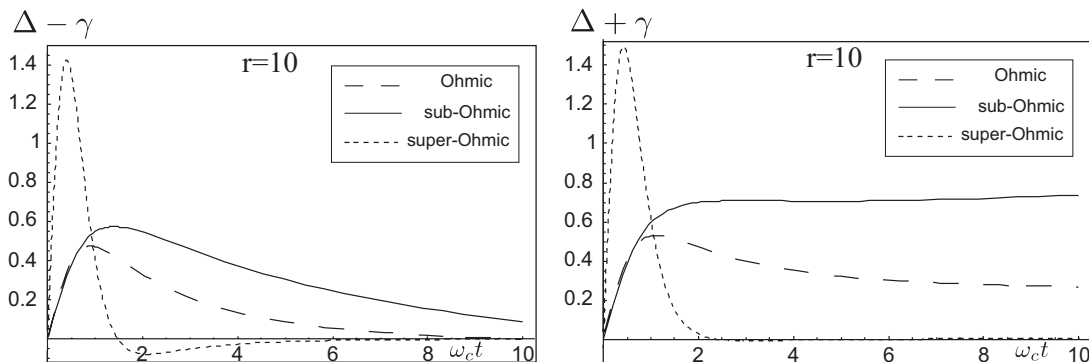 Δ − γ
r=10
Ohmic
sub-Ohmic
super-Ohmic
1.4
1.2
1
0.8
0.6
0.4
0.2
2
4
6
8
10
ω_c t
Δ + γ
r=10
Ohmic
sub-Ohmic
super-Ohmic
1.4
1.2
1
0.8
0.6
0.4
0.2
2
4
6
8
10
ω_c t